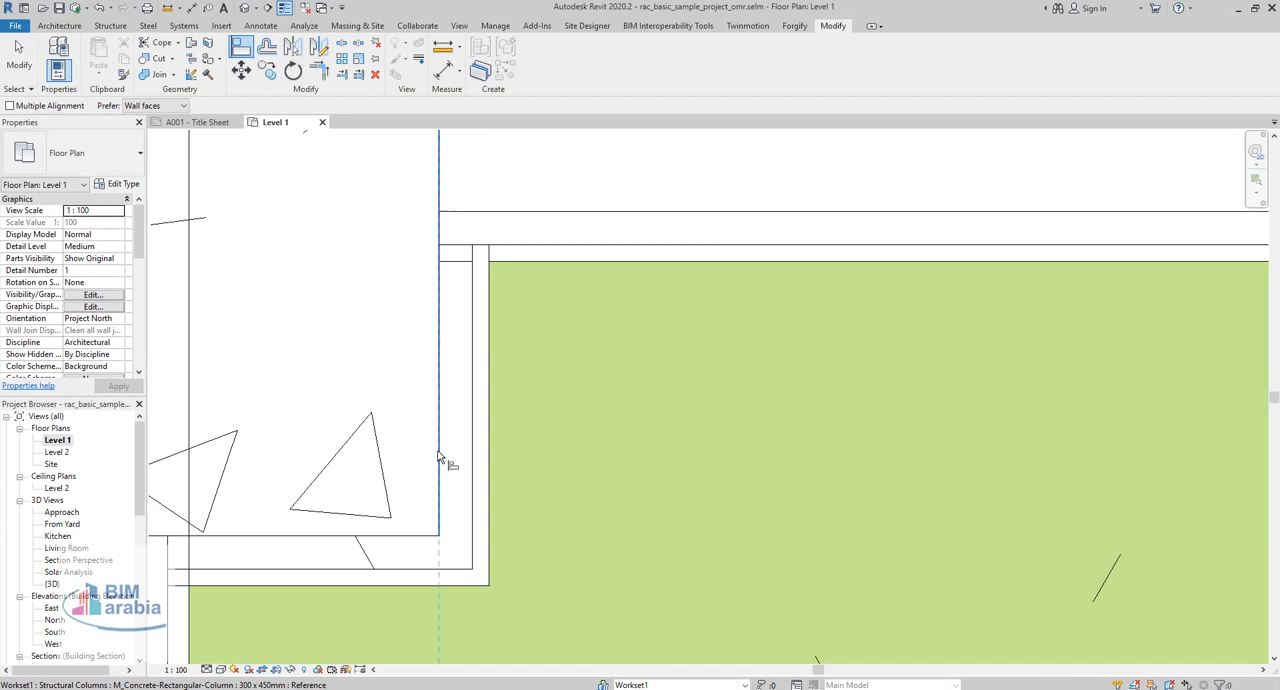 Autodesk Revit 2020.2 - rac_basic_sample_project_omr.selm - Floor Plan: Level 1
Sign In
File Architecture Structure Steel Systems Insert Annotate Analyze Massing & Site Collaborate View Manage Add-Ins Site Designer BIM Interoperability Tools Twinmotion Forgify Modify
Modify
Paste
Cope
Cut
Join
Select Properties Clipboard Geometry Modify View Measure Create
Multiple Alignment Prefer: Wall faces
Properties
A001 - Title Sheet
Level 1
Floor Plan
Floor Plan: Level 1 Edit Type
Graphics
View Scale 1 : 100
Scale Value 1: 100
Display Model Normal
Detail Level Medium
Parts Visibility Show Original
Detail Number 1
Rotation on S... None
Visibility/Grap... Edit...
Graphic Displ... Edit...
Orientation Project North
Wall Join Disp... Clean all wall j...
Discipline Architectural
Show Hidden ... By Discipline
Color Scheme... Background
Properties help Apply
Project Browser - rac_basic_sample...
Views (all)
Floor Plans
Level 1
Level 2
Site
Ceiling Plans
Level 2
3D Views
Approach
From Yard
Kitchen
Living Room
Section Perspective
Solar Analysis
{3D}
Elevations (Building Elevation
East
North
South
West
Sections (Building Section)
BIM
arabia
1 : 100
Workset1 : Structural Columns : M_Concrete-Rectangular-Column : 300 x 450mm : Reference
Workset1
:0
Main Model
:0